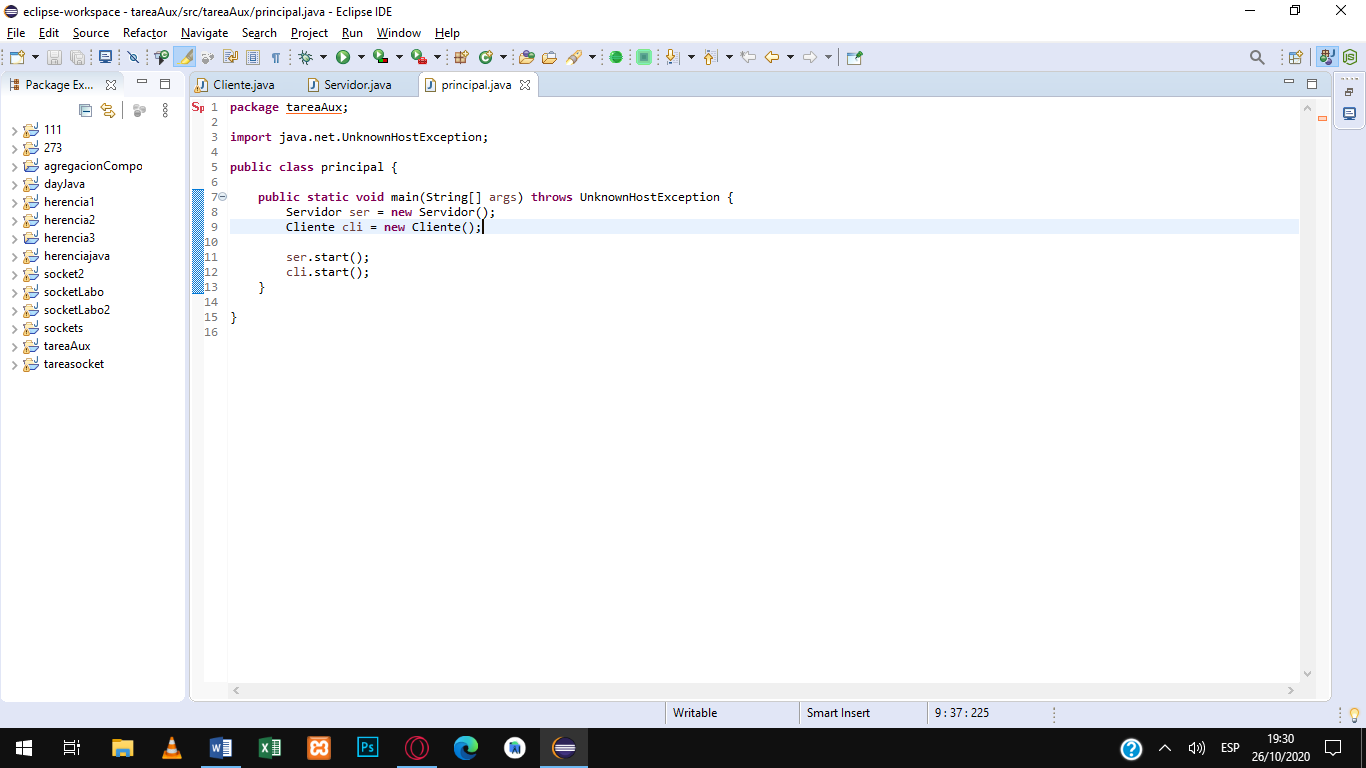 eclipse-workspace - tareaAux/src/tareaAux/principal.java - Eclipse IDE
File Edit Source Refactor Navigate Search Project Run Window Help
Package Ex...
Cliente.java Servidor.java principal.java
111
273
agregacionCompo
dayJava
herencia1
herencia2
herencia3
herenciajava
socket2
socketLabo
socketLabo2
sockets
tareaAux
tareasocket
Sp 1 package tareaAux;
2
3 import java.net.UnknownHostException;
4
5 public class principal {
6
7 public static void main(String[] args) throws UnknownHostException {
8 Servidor ser = new Servidor();
9 Cliente cli = new Cliente();
10
11 ser.start();
12 cli.start();
13 }
14
15 }
16
Writable Smart Insert 9 : 37 : 225
W X Ps
ESP
19:30
26/10/2020